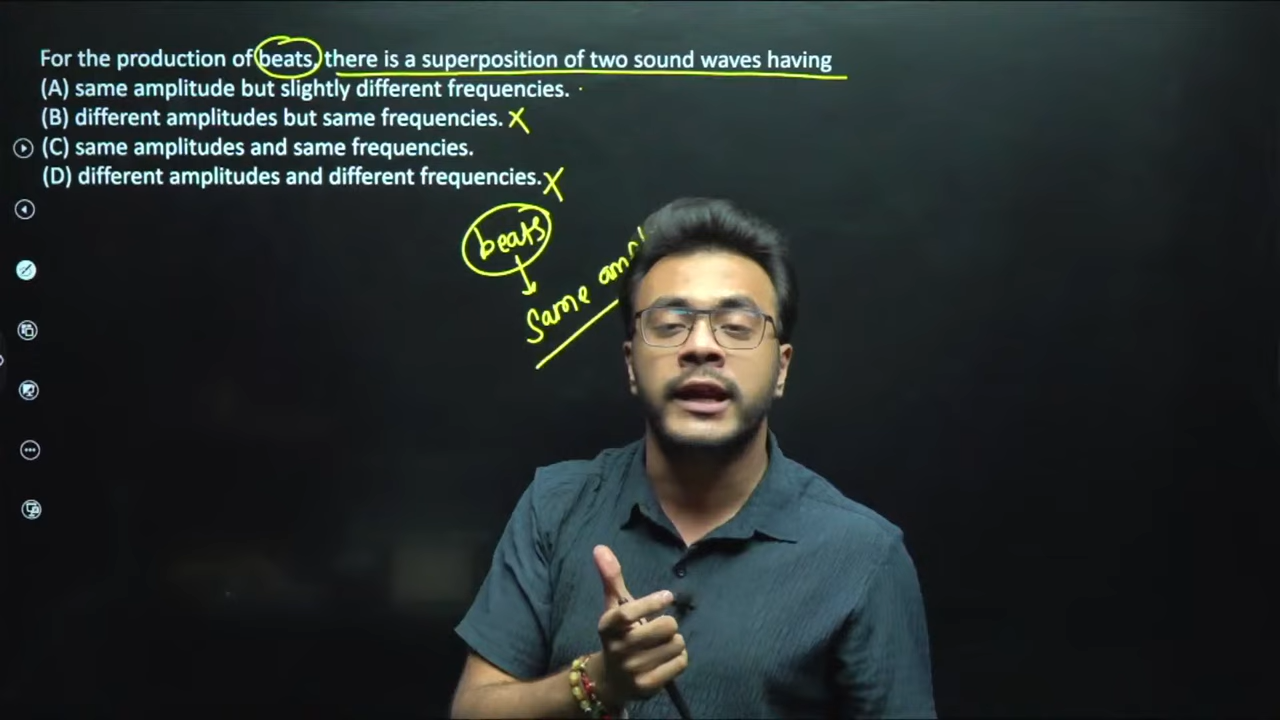 For the production of beats, there is a superposition of two sound waves having
(A) same amplitude but slightly different frequencies.
(B) different amplitudes but same frequencies. X
(C) same amplitudes and same frequencies.
(D) different amplitudes and different frequencies. X
beats
Same